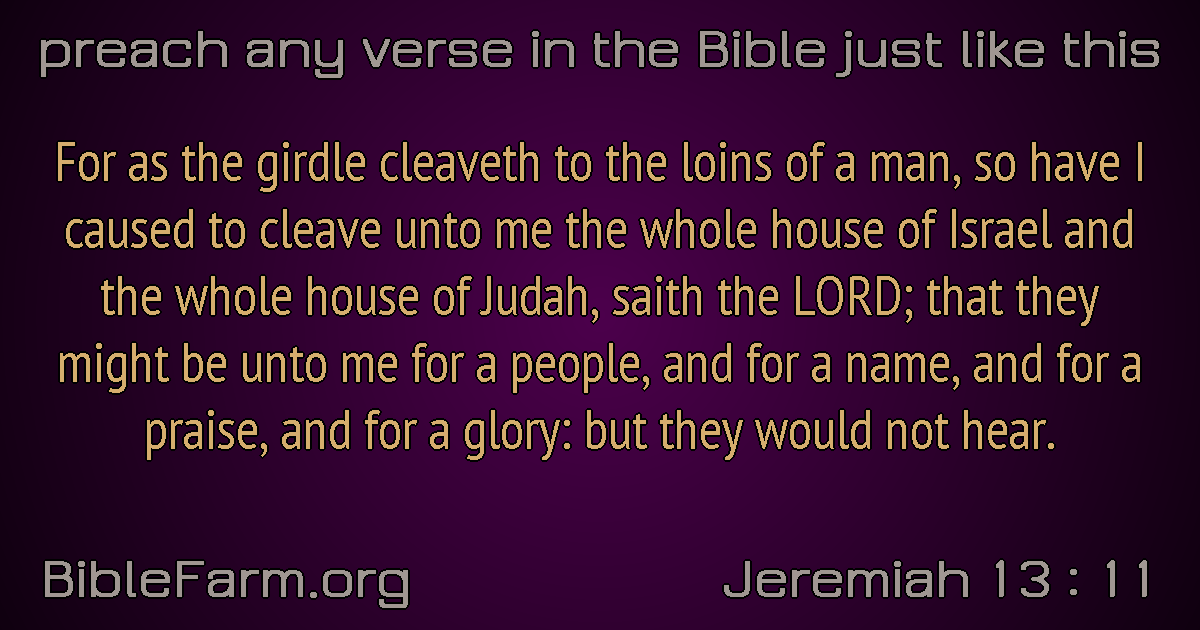 preach any verse in the Bible just like this
For as the girdle cleaveth to the loins of a man, so have I
caused to cleave unto me the whole house of Israel and
the whole house of Judah, saith the LORD; that they
might be unto me for a people, and for a name, and for a
praise, and for a glory: but they would not hear.
BibleFarm.org
Jeremiah 13 : 11